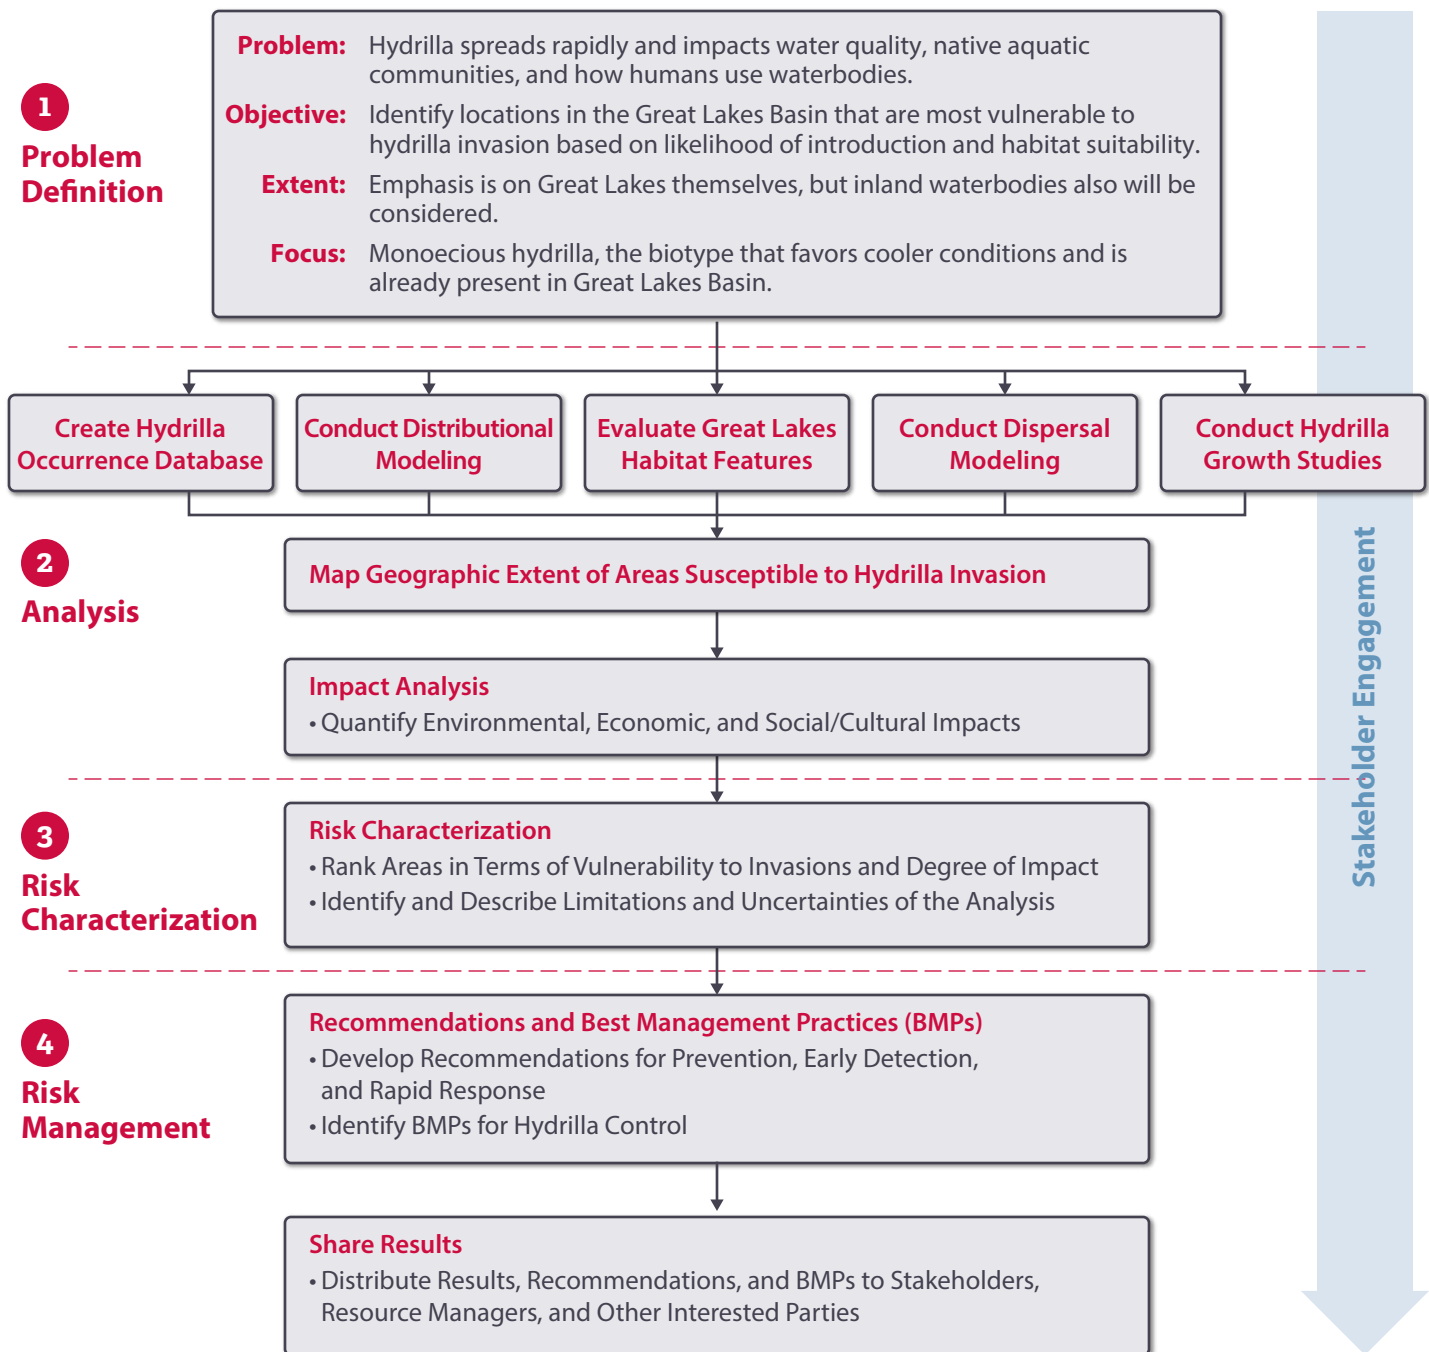 1
Problem
Definition
Problem: Hydrilla spreads rapidly and impacts water quality, native aquatic
communities, and how humans use waterbodies.
Objective: Identify locations in the Great Lakes Basin that are most vulnerable to
hydrilla invasion based on likelihood of introduction and habitat suitability.
Extent: Emphasis is on Great Lakes themselves, but inland waterbodies also will be
considered.
Focus: Monoecious hydrilla, the biotype that favors cooler conditions and is
already present in Great Lakes Basin.
Create Hydrilla
Occurrence Database
Conduct Distributional
Modeling
Evaluate Great Lakes
Habitat Features
Conduct Dispersal
Modeling
Conduct Hydrilla
Growth Studies
2
Analysis
Map Geographic Extent of Areas Susceptible to Hydrilla Invasion
Impact Analysis
• Quantify Environmental, Economic, and Social/Cultural Impacts
3
Risk
Characterization
Risk Characterization
• Rank Areas in Terms of Vulnerability to Invasions and Degree of Impact
• Identify and Describe Limitations and Uncertainties of the Analysis
4
Risk
Management
Recommendations and Best Management Practices (BMPs)
• Develop Recommendations for Prevention, Early Detection,
and Rapid Response
• Identify BMPs for Hydrilla Control
Share Results
• Distribute Results, Recommendations, and BMPs to Stakeholders,
Resource Managers, and Other Interested Parties
Stakeholder Engagement